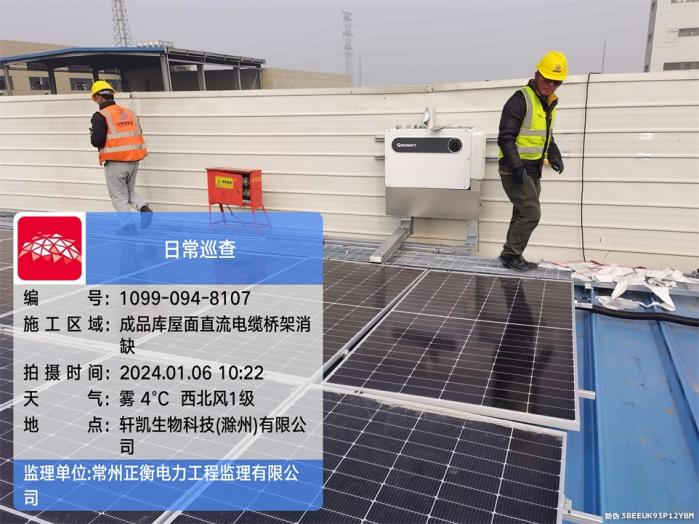 GROWATT
日常巡查
编 号: 1099-094-8107
施工区域: 成品库屋面直流电缆桥架消
缺
拍摄时间: 2024.01.06 10:22
天 气: 雾 4℃ 西北风1级
地 点: 轩凯生物科技(滁州)有限公
司
监理单位:常州正衡电力工程监理有限公
司
防伪 3BEEUK93P12YBM